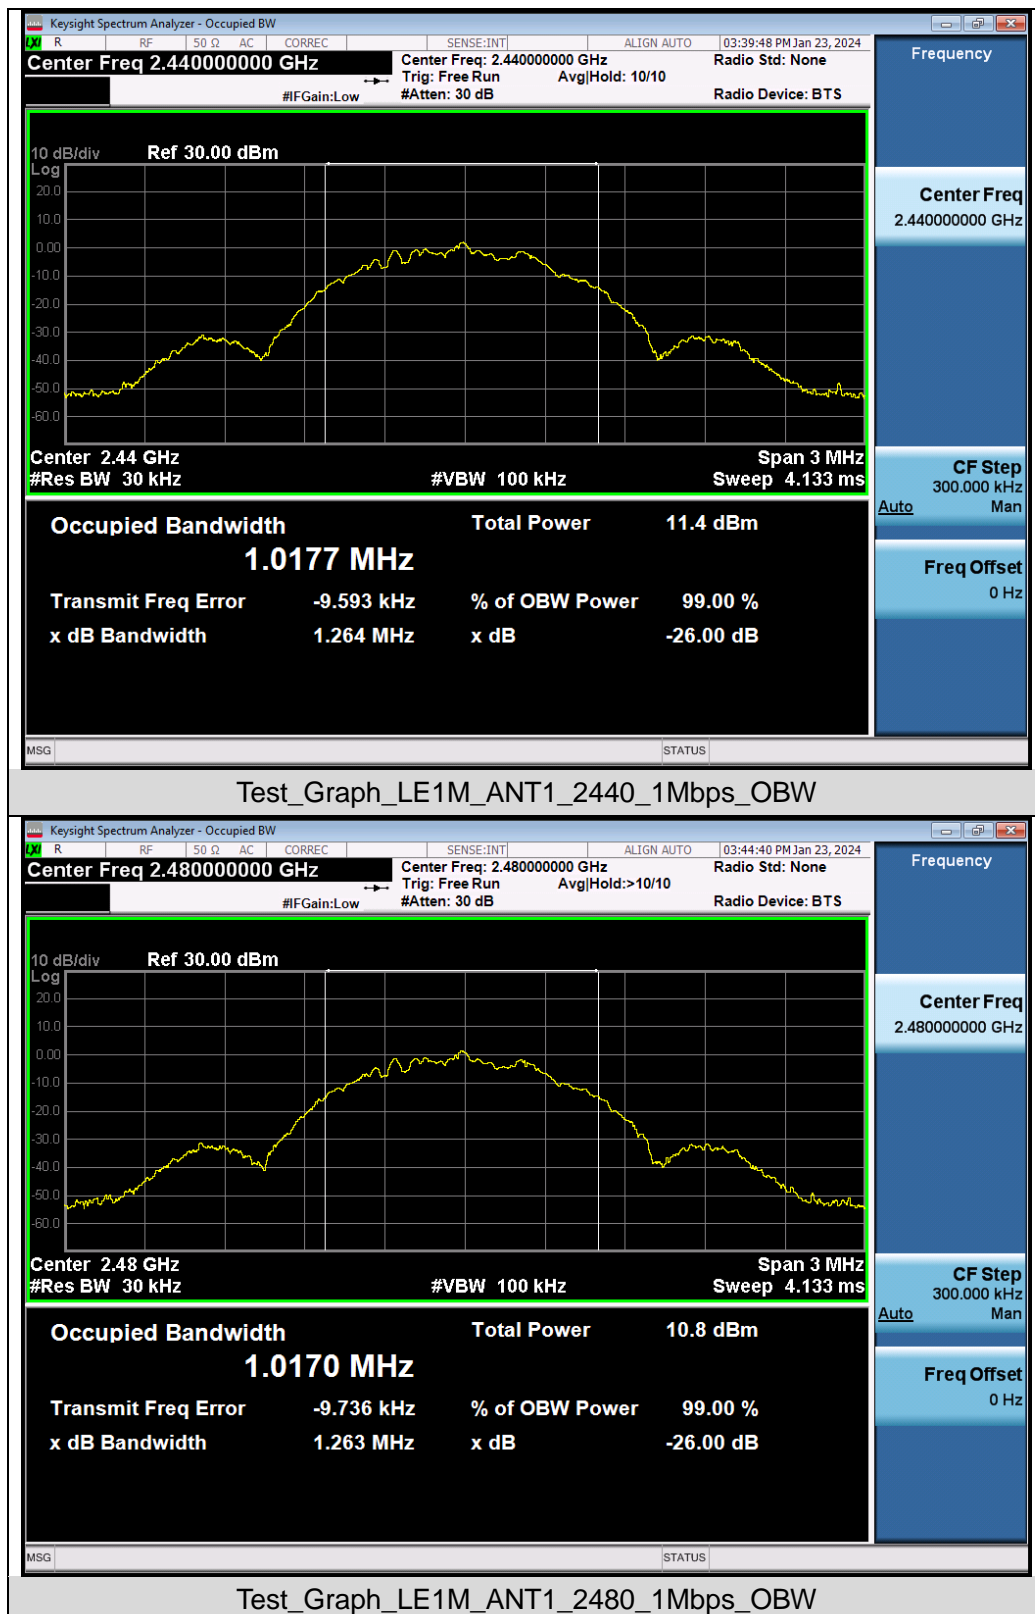 Keysight Spectrum Analyzer - Occupied BW
LXI R RF 50 Ω AC CORREC SENSE:INT ALIGN AUTO 03:39:48 PM Jan 23, 2024
Center Freq 2.440000000 GHz
Center Freq: 2.440000000 GHz
Radio Std: None
Trig: Free Run Avg|Hold: 10/10
#IFGain:Low
#Atten: 30 dB
Radio Device: BTS
10 dB/div Ref 30.00 dBm
Log
20.0
10.0
0.00
-10.0
-20.0
-30.0
-40.0
-50.0
-60.0
Center 2.44 GHz Span 3 MHz
#Res BW 30 kHz #VBW 100 kHz Sweep 4.133 ms
Occupied Bandwidth Total Power 11.4 dBm
1.0177 MHz
Transmit Freq Error -9.593 kHz % of OBW Power 99.00 %
x dB Bandwidth 1.264 MHz x dB -26.00 dB
MSG STATUS
Frequency
Center Freq
2.440000000 GHz
CF Step
300.000 kHz
Auto Man
Freq Offset
0 Hz
Test_Graph_LE1M_ANT1_2440_1Mbps_OBW
Keysight Spectrum Analyzer - Occupied BW
LXI R RF 50 Ω AC CORREC SENSE:INT ALIGN AUTO 03:44:40 PM Jan 23, 2024
Center Freq 2.480000000 GHz
Center Freq: 2.480000000 GHz
Radio Std: None
Trig: Free Run Avg|Hold:>10/10
#IFGain:Low
#Atten: 30 dB
Radio Device: BTS
10 dB/div Ref 30.00 dBm
Log
20.0
10.0
0.00
-10.0
-20.0
-30.0
-40.0
-50.0
-60.0
Center 2.48 GHz Span 3 MHz
#Res BW 30 kHz #VBW 100 kHz Sweep 4.133 ms
Occupied Bandwidth Total Power 10.8 dBm
1.0170 MHz
Transmit Freq Error -9.736 kHz % of OBW Power 99.00 %
x dB Bandwidth 1.263 MHz x dB -26.00 dB
MSG STATUS
Frequency
Center Freq
2.480000000 GHz
CF Step
300.000 kHz
Auto Man
Freq Offset
0 Hz
Test_Graph_LE1M_ANT1_2480_1Mbps_OBW